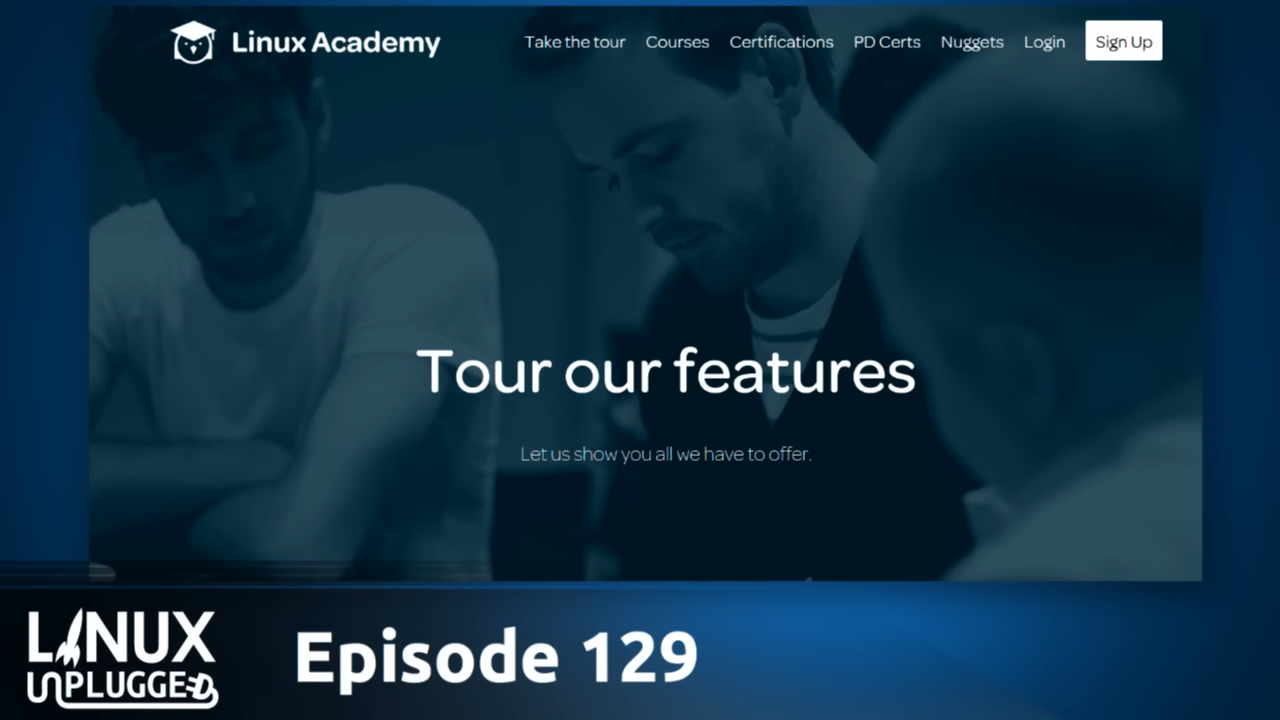 Linux Academy
Take the tour Courses Certifications PD Certs Nuggets Login Sign Up
Tour our features
Let us show you all we have to offer.
LINUX
UNPLUGGED
Episode 129